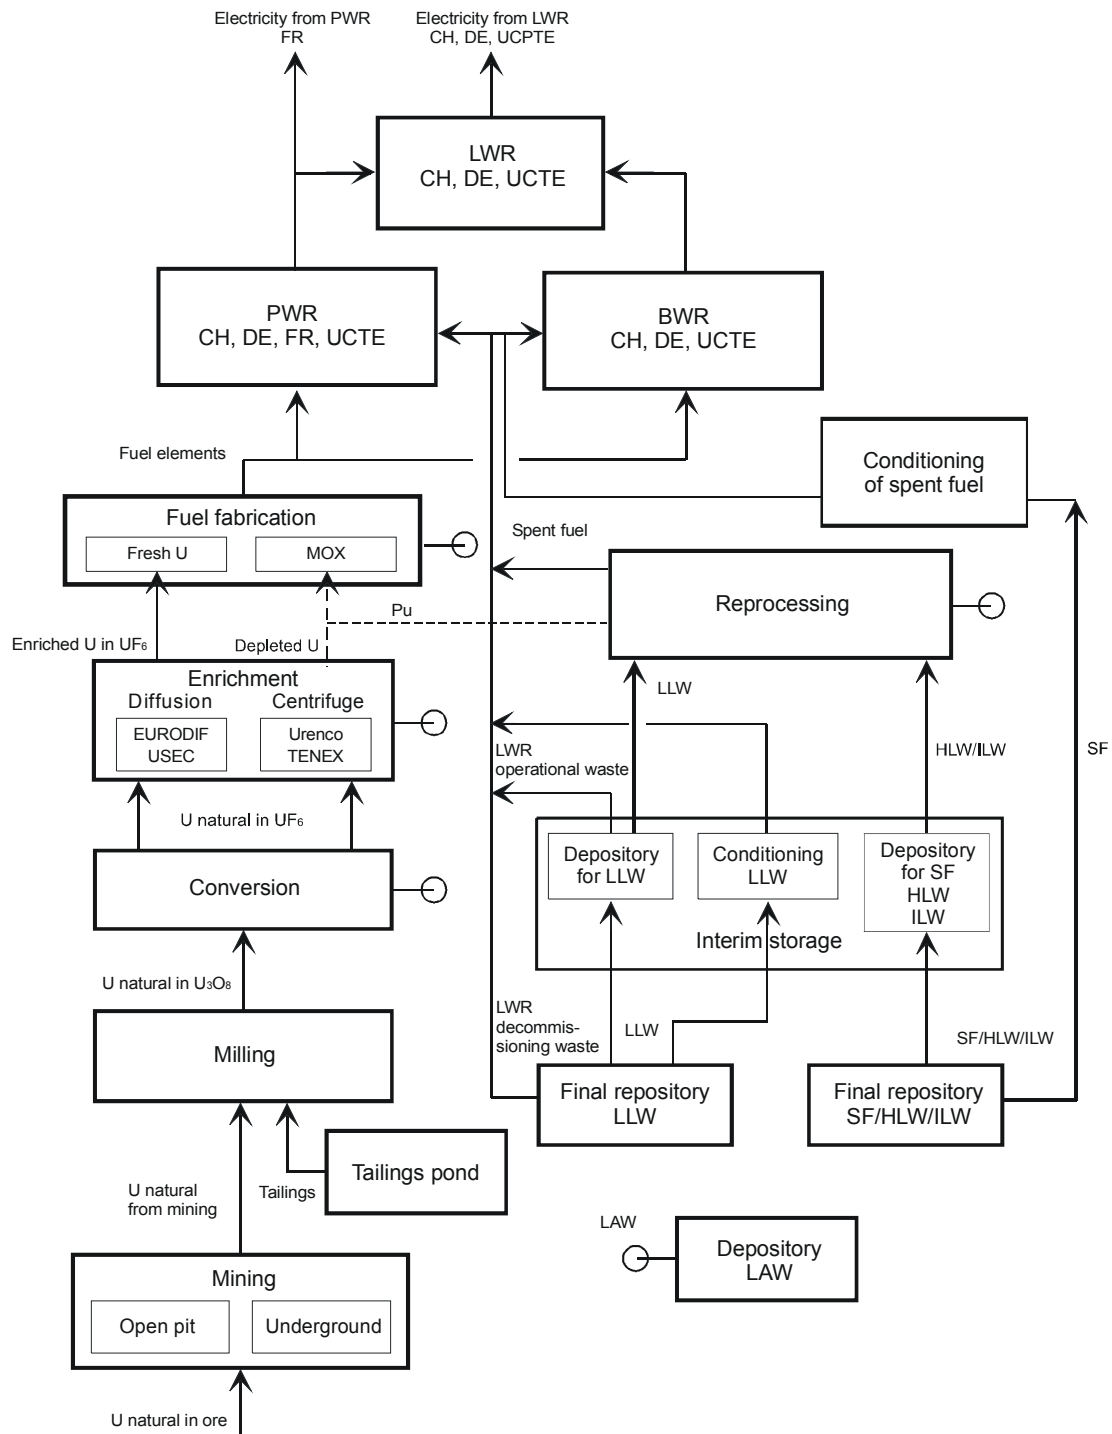 Electricity from PWR
FR
Electricity from LWR
CH, DE, UCPTE
LWR
CH, DE, UCTE
PWR
CH, DE, FR, UCTE
BWR
CH, DE, UCTE
Fuel elements
Conditioning
of spent fuel
Fuel fabrication
Fresh U
MOX
Spent fuel
Reprocessing
Pu
Enriched U in UF₆
Depleted U
Enrichment
Diffusion
Centrifuge
EURODIF
USEC
Urenco
TENEX
LLW
LWR
operational waste
HLW/ILW
SF
U natural in UF₆
Conversion
Depository
for LLW
Conditioning
LLW
Depository
for SF
HLW
ILW
Interim storage
U natural in U₃O₈
LWR
decommis-
sioning waste
LLW
SF/HLW/ILW
Milling
Final repository
LLW
Final repository
SF/HLW/ILW
Tailings pond
U natural
from mining
Tailings
LAW
Depository
LAW
Mining
Open pit
Underground
U natural in ore